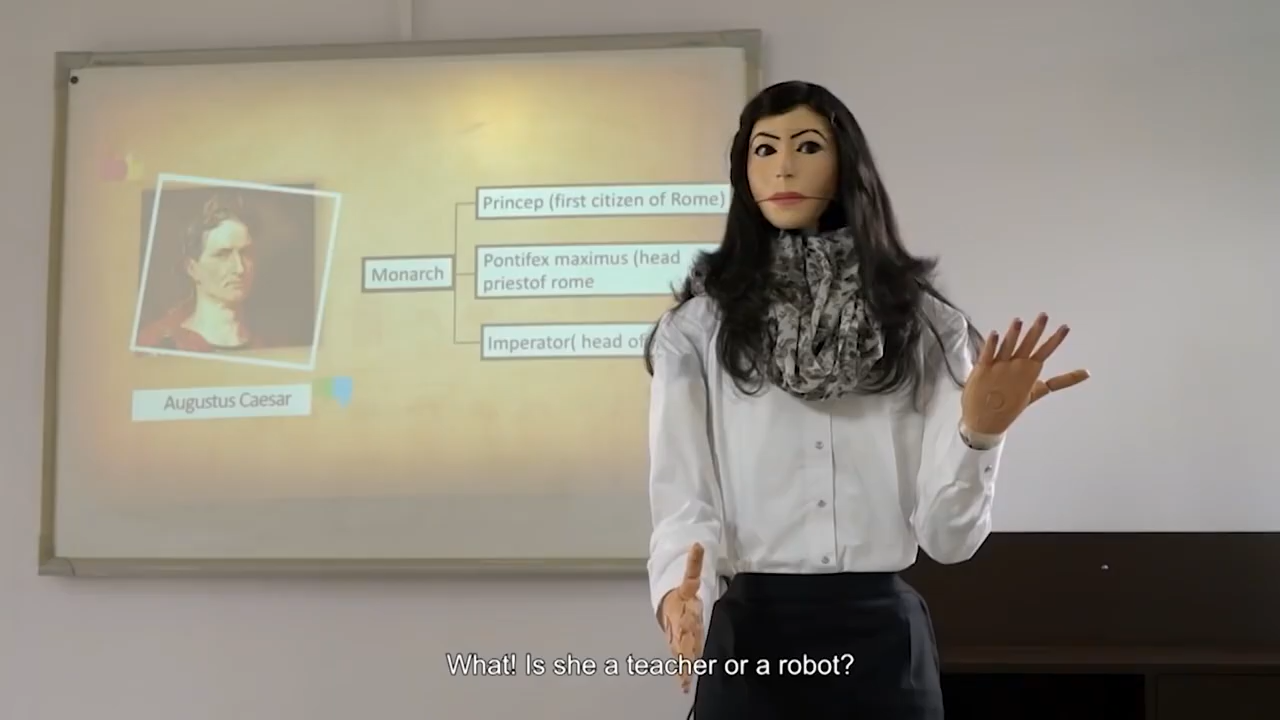 Princep (first citizen of Rome)
Monarch
Pontifex maximus (head
priestof rome
Imperator( head of
Augustus Caesar
What! Is she a teacher or a robot?